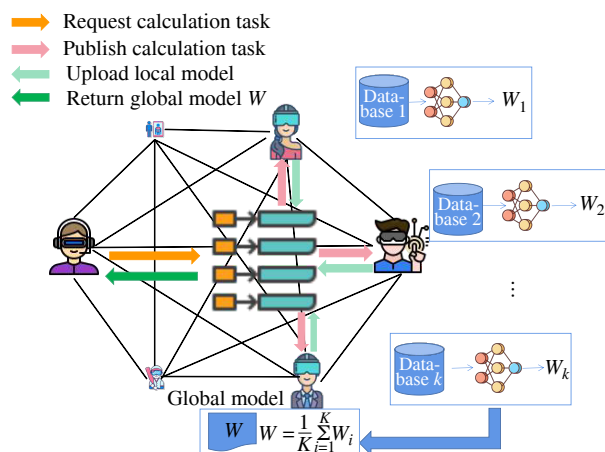 Request calculation task
Publish calculation task
Upload local model
Return global model W
Data-
base 1
W₁
Data-
base 2
W₂
⋮
Data-
base k
Wₖ
Global model
W W = 1/K ∑ᵢ₌₁ᴷ Wᵢ